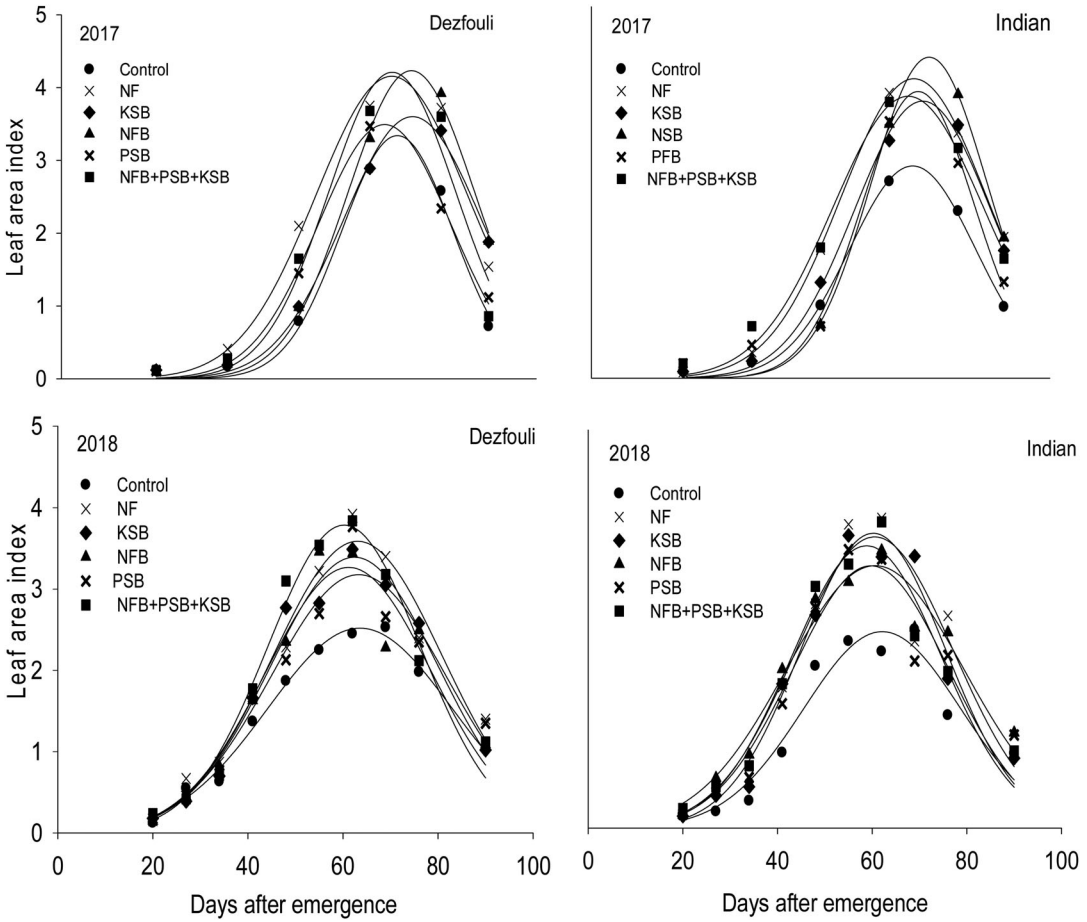 5
4
3
2
1
0
Leaf area index
2017
Dezfouli
Control
NF
KSB
NFB
PSB
NFB+PSB+KSB
2017
Indian
Control
NF
KSB
NSB
PFB
NFB+PSB+KSB
5
4
3
2
1
0
Leaf area index
2018
Dezfouli
Control
NF
KSB
NFB
PSB
NFB+PSB+KSB
0 20 40 60 80 100
Days after emergence
2018
Indian
Control
NF
KSB
NFB
PSB
NFB+PSB+KSB
0 20 40 60 80 100
Days after emergence